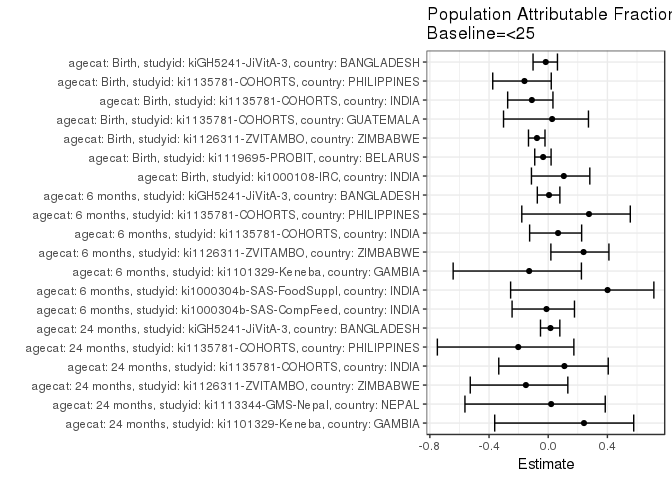 Population Attributable Fraction
Baseline=<25
agecat: Birth, studyid: kiGH5241-JiVitA-3, country: BANGLADESH
agecat: Birth, studyid: ki1135781-COHORTS, country: PHILIPPINES
agecat: Birth, studyid: ki1135781-COHORTS, country: INDIA
agecat: Birth, studyid: ki1135781-COHORTS, country: GUATEMALA
agecat: Birth, studyid: ki1126311-ZVITAMBO, country: ZIMBABWE
agecat: Birth, studyid: ki1119695-PROBIT, country: BELARUS
agecat: Birth, studyid: ki1000108-IRC, country: INDIA
agecat: 6 months, studyid: kiGH5241-JiVitA-3, country: BANGLADESH
agecat: 6 months, studyid: ki1135781-COHORTS, country: PHILIPPINES
agecat: 6 months, studyid: ki1135781-COHORTS, country: INDIA
agecat: 6 months, studyid: ki1126311-ZVITAMBO, country: ZIMBABWE
agecat: 6 months, studyid: ki1101329-Keneba, country: GAMBIA
agecat: 6 months, studyid: ki1000304b-SAS-FoodSuppl, country: INDIA
agecat: 6 months, studyid: ki1000304b-SAS-CompFeed, country: INDIA
agecat: 24 months, studyid: kiGH5241-JiVitA-3, country: BANGLADESH
agecat: 24 months, studyid: ki1135781-COHORTS, country: PHILIPPINES
agecat: 24 months, studyid: ki1135781-COHORTS, country: INDIA
agecat: 24 months, studyid: ki1126311-ZVITAMBO, country: ZIMBABWE
agecat: 24 months, studyid: ki1113344-GMS-Nepal, country: NEPAL
agecat: 24 months, studyid: ki1101329-Keneba, country: GAMBIA
-0.8 -0.4 0.0 0.4
Estimate